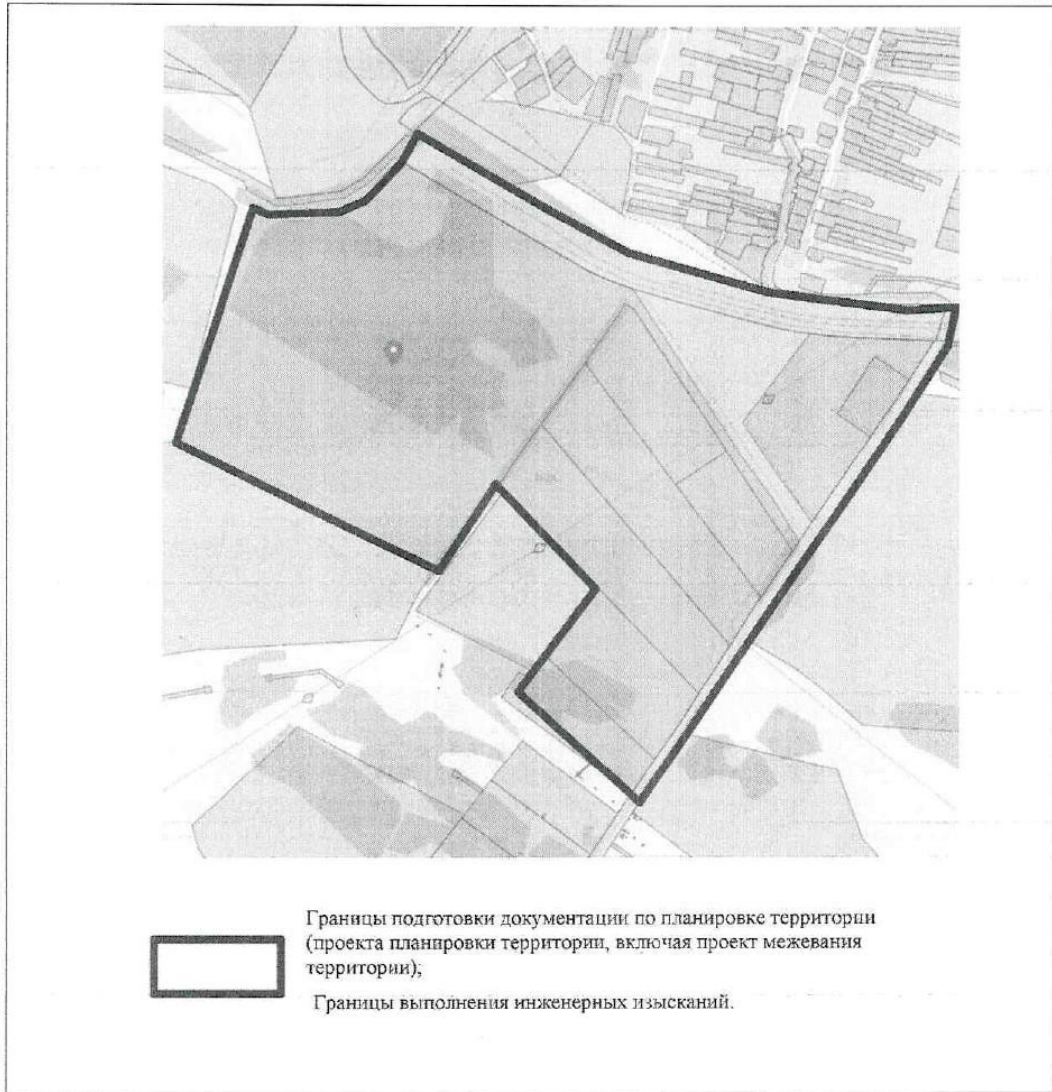 Границы подготовки документации по планировке территории
(проекта планировки территории, включая проект межевания
территории);
Границы выполнения инженерных изысканий.